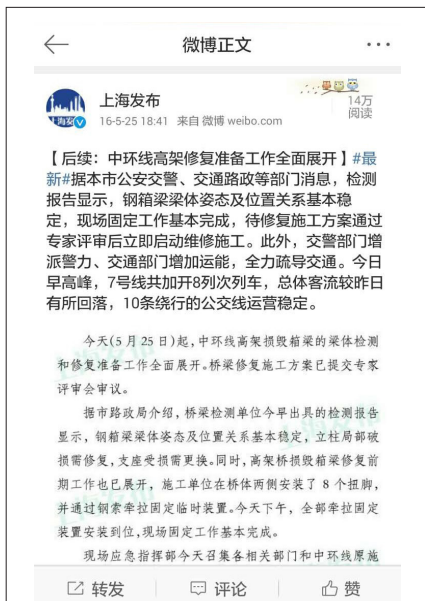 微博正文
上海发布
14万
16-5-25 18:41 来自 微博 weibo.com
阅读
【后续：中环线高架修复准备工作全面展开】#最
新#据本市公安交警、交通路政等部门消息，检测
报告显示，钢箱梁梁体姿态及位置关系基本稳
定，现场固定工作基本完成，待修复施工方案通过
专家评审后立即启动维修施工。此外，交警部门增
派警力、交通部门增加运能，全力疏导交通。今日
早高峰，7号线共加开8列次列车，总体客流较昨日
有所回落，10条绕行的公交线运营稳定。
今天(5月25日)起,中环线高架损毁箱梁的梁体检测
和修复准备工作全面展开。桥梁修复施工方案已提交专家
评审会审议。
据市路政局介绍，桥梁检测单位今早出具的检测报告
显示，钢箱梁梁体姿态及位置关系基本稳定，立柱局部破
损需修复，支座受损需更换。同时，高架桥损毁箱梁修复前
期工作也已展开，施工单位在桥体两侧安装了8个扭脚，
并通过钢索牵拉固定临时装置。今天下午，全部牵拉固定
装置安装到位,现场固定工作基本完成。
现场应急指挥部今天召集各相关部门和中环线原施
转发 评论 赞